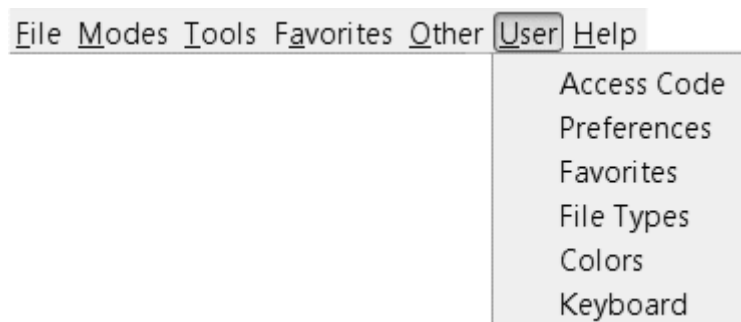 File Modes Tools Favorites Other User Help
Access Code
Preferences
Favorites
File Types
Colors
Keyboard